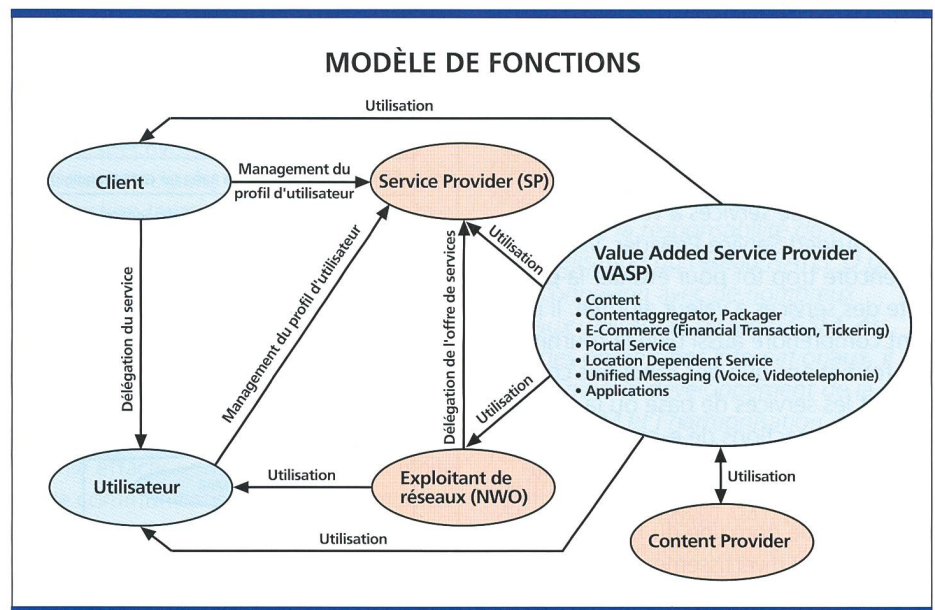 MODÈLE DE FONCTIONS
Utilisation
Client
Management du
profil d'utilisateur
Service Provider (SP)
Délégation du service
Management du profil d'utilisateur
Délégation de l'offre de services
Utilisation
Value Added Service Provider
(VASP)
• Content
• Contentaggregator, Packager
• E-Commerce (Financial Transaction, Tickering)
• Portal Service
• Location Dependent Service
• Unified Messaging (Voice, Videotelephonie)
• Applications
Utilisation
Utilisateur
Utilisation
Exploitant de
réseaux (NWO)
Utilisation
Utilisation
Content Provider